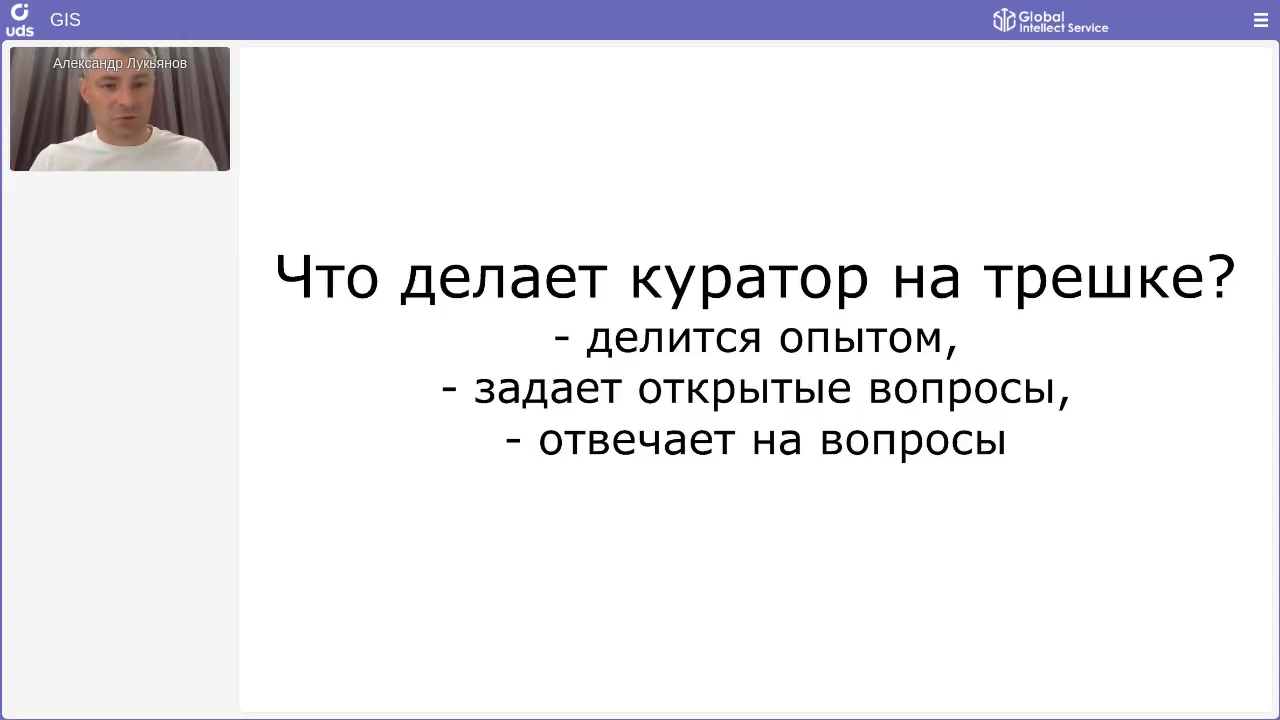 uds
GIS
Global
Intellect Service
Александр Лукьянов
Что делает куратор на трешке?
- делится опытом,
- задает открытые вопросы,
- отвечает на вопросы